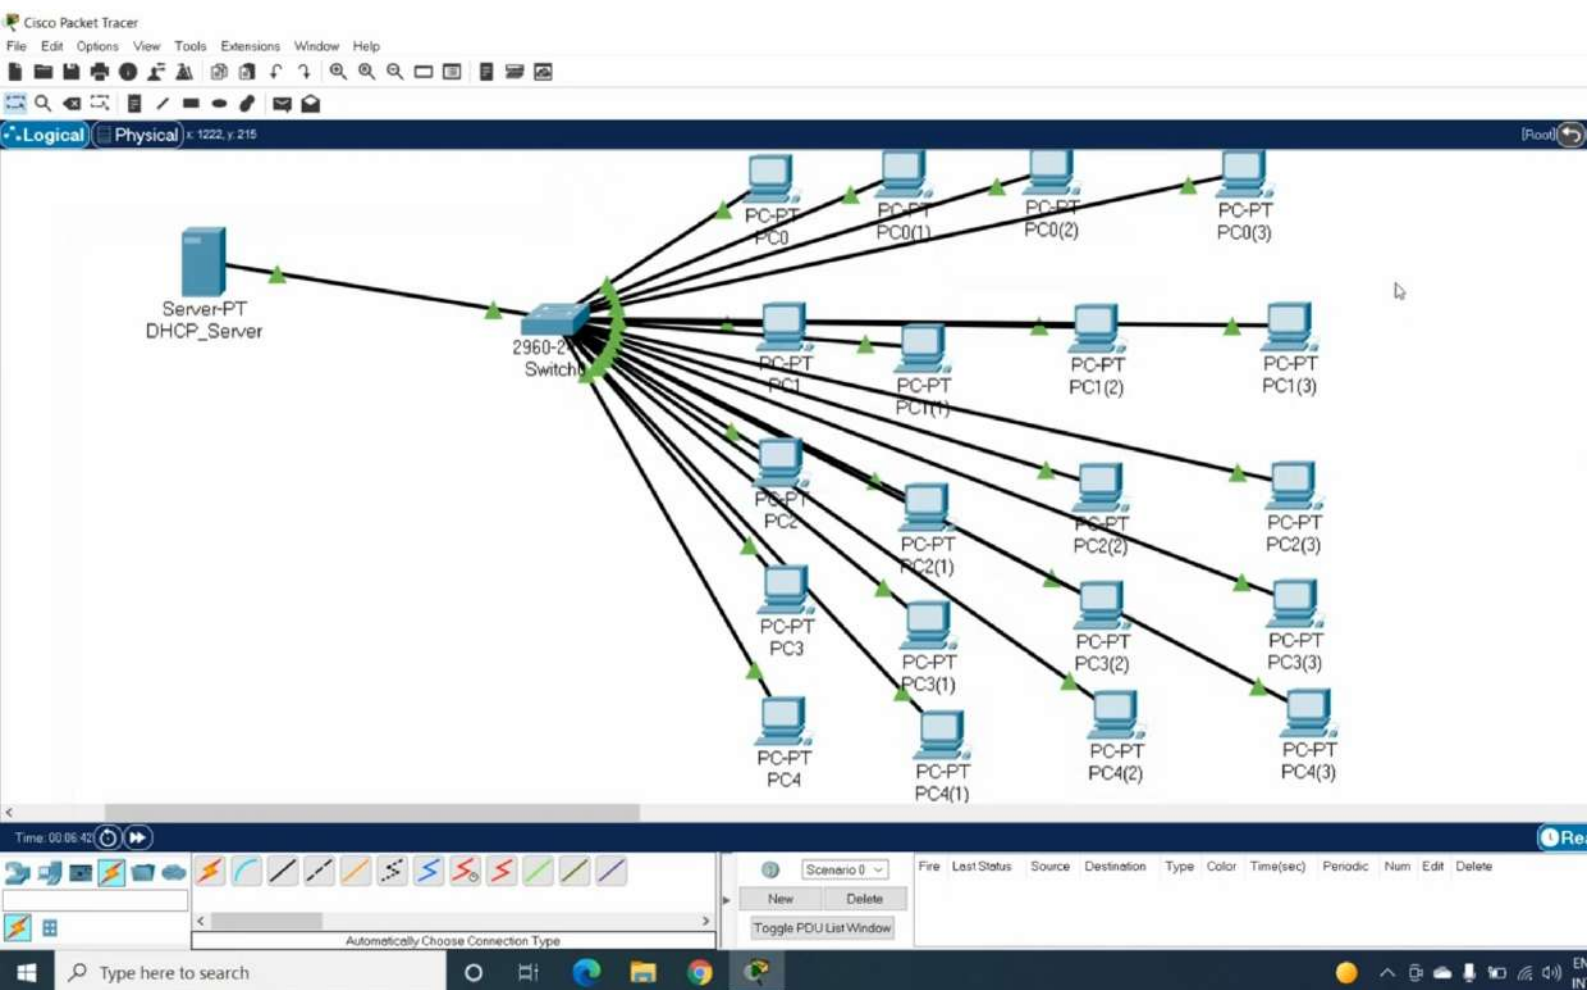 Cisco Packet Tracer
File Edit Options View Tools Extensions Window Help
Logical Physical x: 1222, y: 215 [Root]
PC-PT
PC0
PC-PT
PC0(1)
PC-PT
PC0(2)
PC-PT
PC0(3)
Server-PT
DHCP_Server
2960-2
Switch0
PC-PT
PC1
PC-PT
PC1(1)
PC-PT
PC1(2)
PC-PT
PC1(3)
PC-PT
PC2
PC-PT
PC2(1)
PC-PT
PC2(2)
PC-PT
PC2(3)
PC-PT
PC3
PC-PT
PC3(1)
PC-PT
PC3(2)
PC-PT
PC3(3)
PC-PT
PC4
PC-PT
PC4(1)
PC-PT
PC4(2)
PC-PT
PC4(3)
Time: 00:06:42 Rea
Scenario 0
New Delete
Toggle PDU List Window
Fire Last Status Source Destination Type Color Time(sec) Periodic Num Edit Delete
Automatically Choose Connection Type
Type here to search
EN
IN